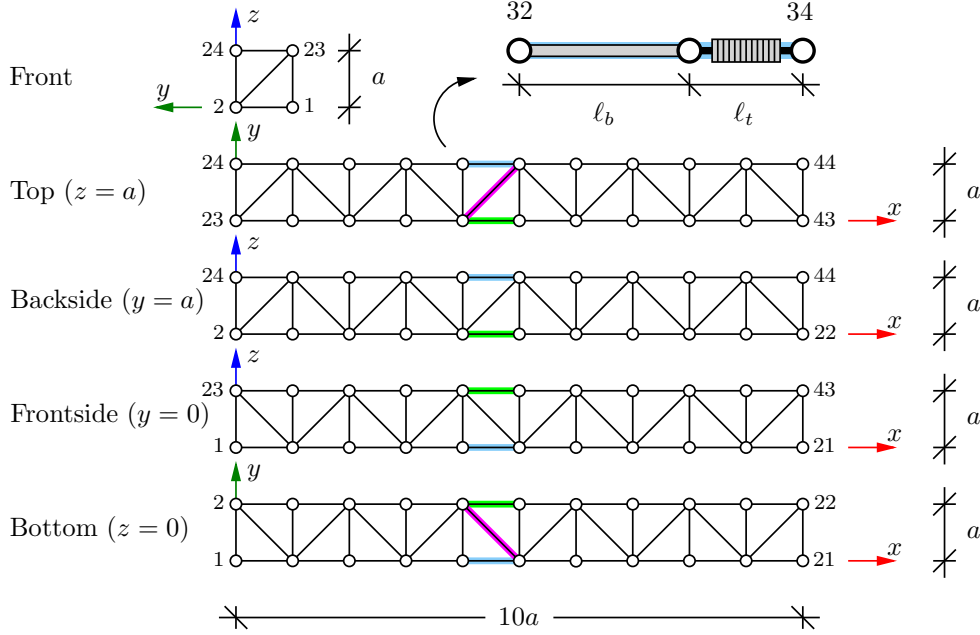 z 32 34
24 23
Front a
2 1
y ℓb ℓt
y
24 44
Top (z = a) a
23 43 x
z
24 44
Backside (y = a) a
2 22 x
z
23 43
Frontside (y = 0) a
1 21 x
y
2 22
Bottom (z = 0) a
1 21 x
10a